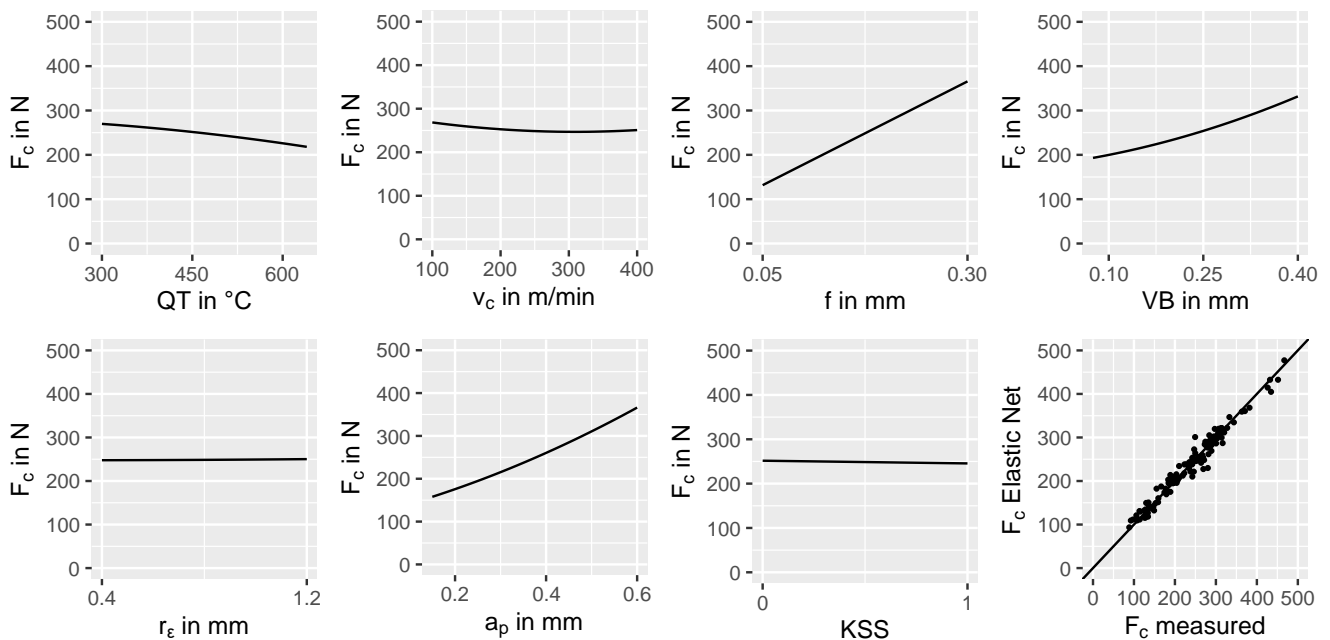 500
400
300
200
100
0
F_c in N
300 450 600
QT in °C
500
400
300
200
100
0
F_c in N
100 200 300 400
v_c in m/min
500
400
300
200
100
0
F_c in N
0.05 0.30
f in mm
500
400
300
200
100
0
F_c in N
0.10 0.25 0.40
VB in mm
500
400
300
200
100
0
F_c in N
0.4 1.2
r_ε in mm
500
400
300
200
100
0
F_c in N
0.2 0.4 0.6
a_p in mm
500
400
300
200
100
0
F_c in N
0 1
KSS
500
400
300
200
100
0
F_c Elastic Net
0 100 200 300 400 500
F_c measured